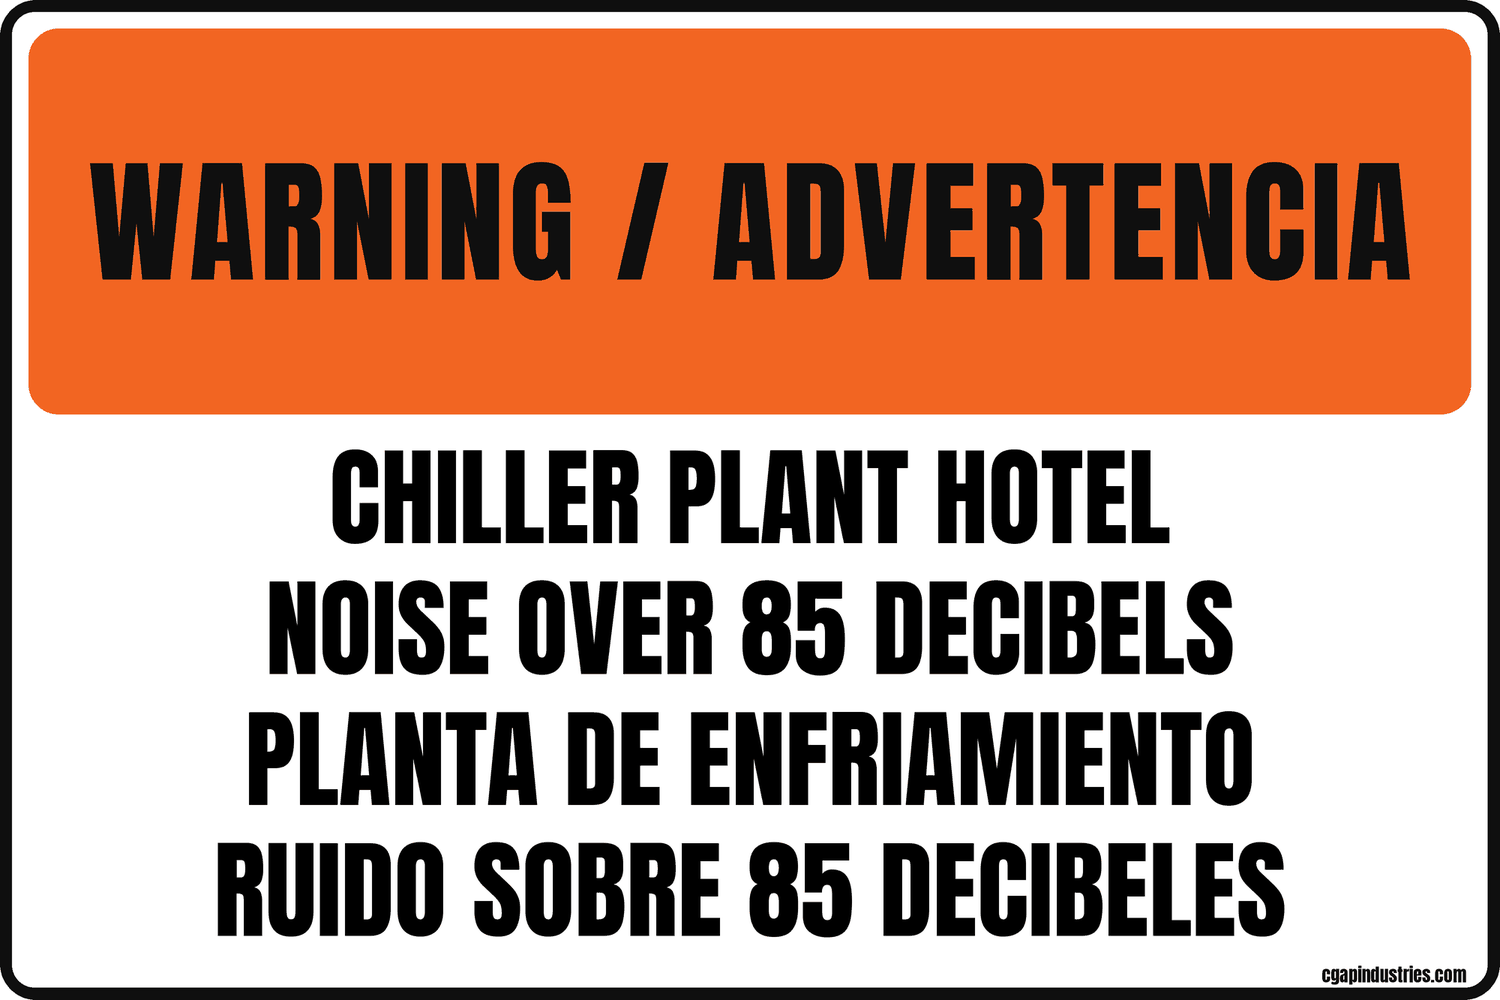 WARNING / ADVERTENCIA
CHILLER PLANT HOTEL
NOISE OVER 85 DECIBELS
PLANTA DE ENFRIAMIENTO
RUIDO SOBRE 85 DECIBELES
cgapindustries.com